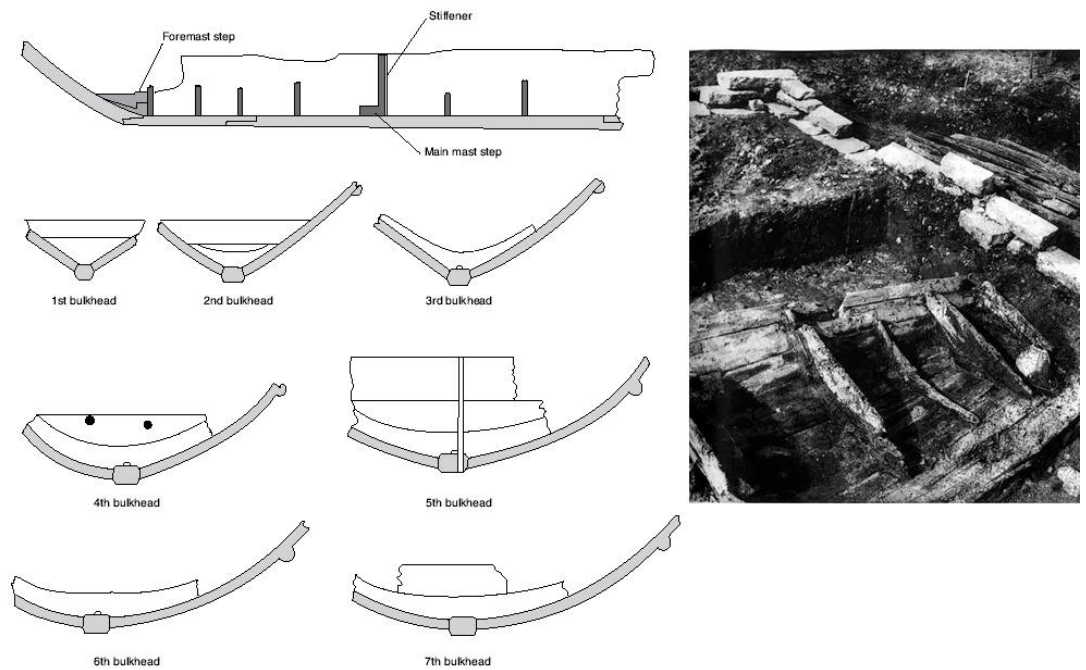 Stiffener
Foremast step
Main mast step
1st bulkhead
2nd bulkhead
3rd bulkhead
4th bulkhead
5th bulkhead
6th bulkhead
7th bulkhead